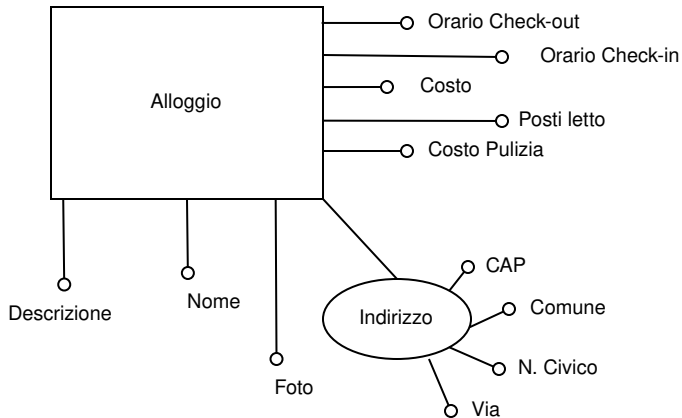 Orario Check-out
Orario Check-in
Alloggio
Costo
Posti letto
Costo Pulizia
CAP
Nome
Comune
Descrizione
Indirizzo
N. Civico
Foto
Via